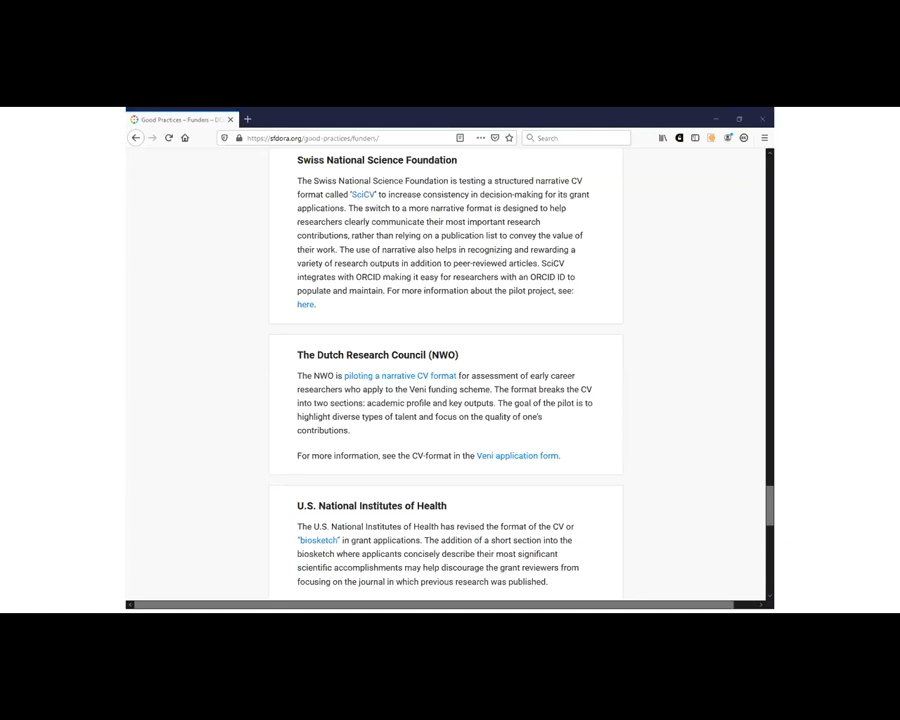 Good Practices – Funders – DO
https://sfdora.org/good-practices/funders/
Search
Swiss National Science Foundation
The Swiss National Science Foundation is testing a structured narrative CV
format called 'SciCV' to increase consistency in decision-making for its grant
applications. The switch to a more narrative format is designed to help
researchers clearly communicate their most important research
contributions, rather than relying on a publication list to convey the value of
their work. The use of narrative also helps in recognizing and rewarding a
variety of research outputs in addition to peer-reviewed articles. SciCV
integrates with ORCID making it easy for researchers with an ORCID ID to
populate and maintain. For more information about the pilot project, see:
here.
The Dutch Research Council (NWO)
The NWO is piloting a narrative CV format for assessment of early career
researchers who apply to the Veni funding scheme. The format breaks the CV
into two sections: academic profile and key outputs. The goal of the pilot is to
highlight diverse types of talent and focus on the quality of one's
contributions.
For more information, see the CV-format in the Veni application form.
U.S. National Institutes of Health
The U.S. National Institutes of Health has revised the format of the CV or
"biosketch" in grant applications. The addition of a short section into the
biosketch where applicants concisely describe their most significant
scientific accomplishments may help discourage the grant reviewers from
focusing on the journal in which previous research was published.